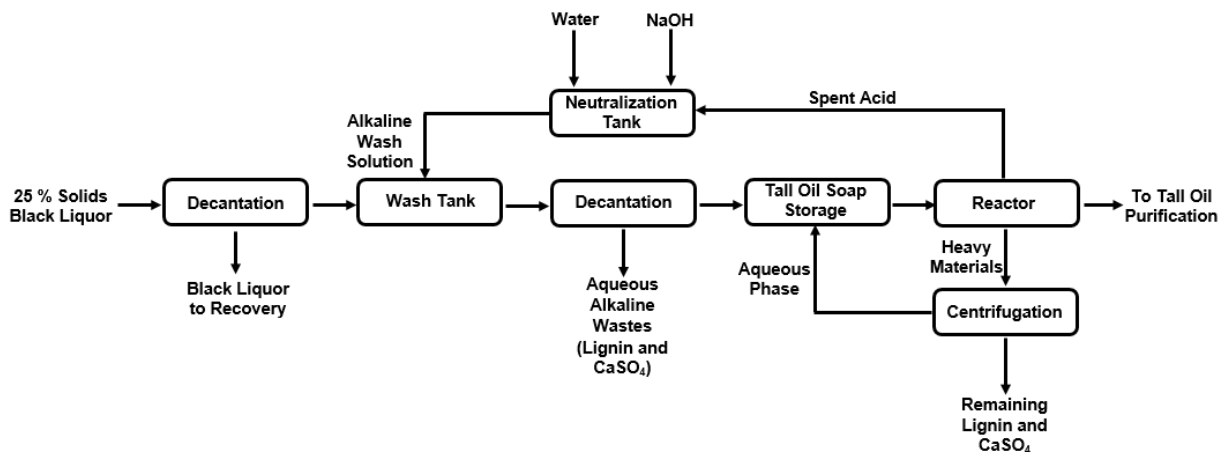 Water
NaOH
Neutralization
Tank
Spent Acid
Alkaline
Wash
Solution
25 % Solids
Black Liquor
Decantation
Wash Tank
Decantation
Tall Oil Soap
Storage
Reactor
To Tall Oil
Purification
Black Liquor
to Recovery
Aqueous
Alkaline
Wastes
(Lignin and
CaSO₄)
Aqueous
Phase
Heavy
Materials
Centrifugation
Remaining
Lignin and
CaSO₄